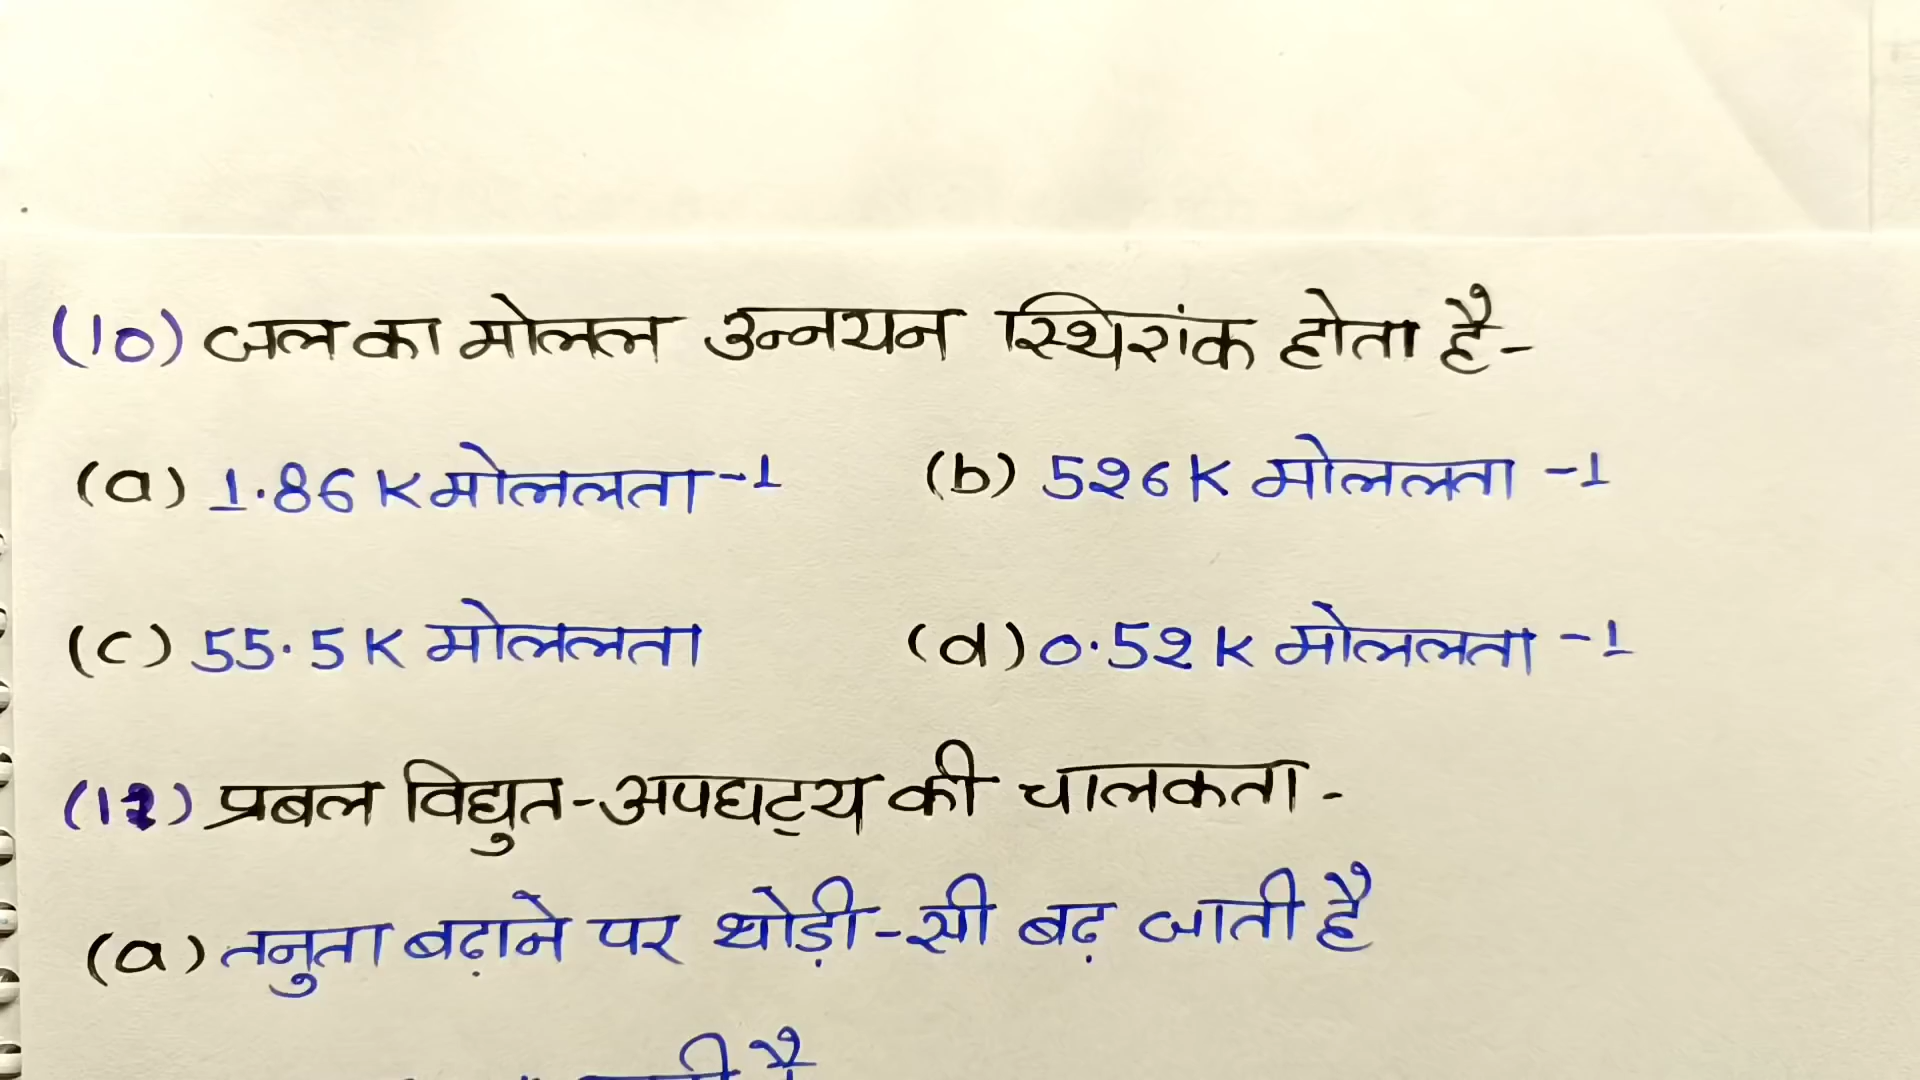 (10) जल का मोलल उन्नयन स्थिरांक होता है-
(a) 1.86 K मोललता -1 (b) 526 K मोललता -1
(c) 55.5 K मोललता (d) 0.52 K मोललता -1
(11) प्रबल विद्युत-अपघट्य की चालकता -
(a) तनुता बढ़ाने पर थोड़ी-सी बढ़ जाती है
है